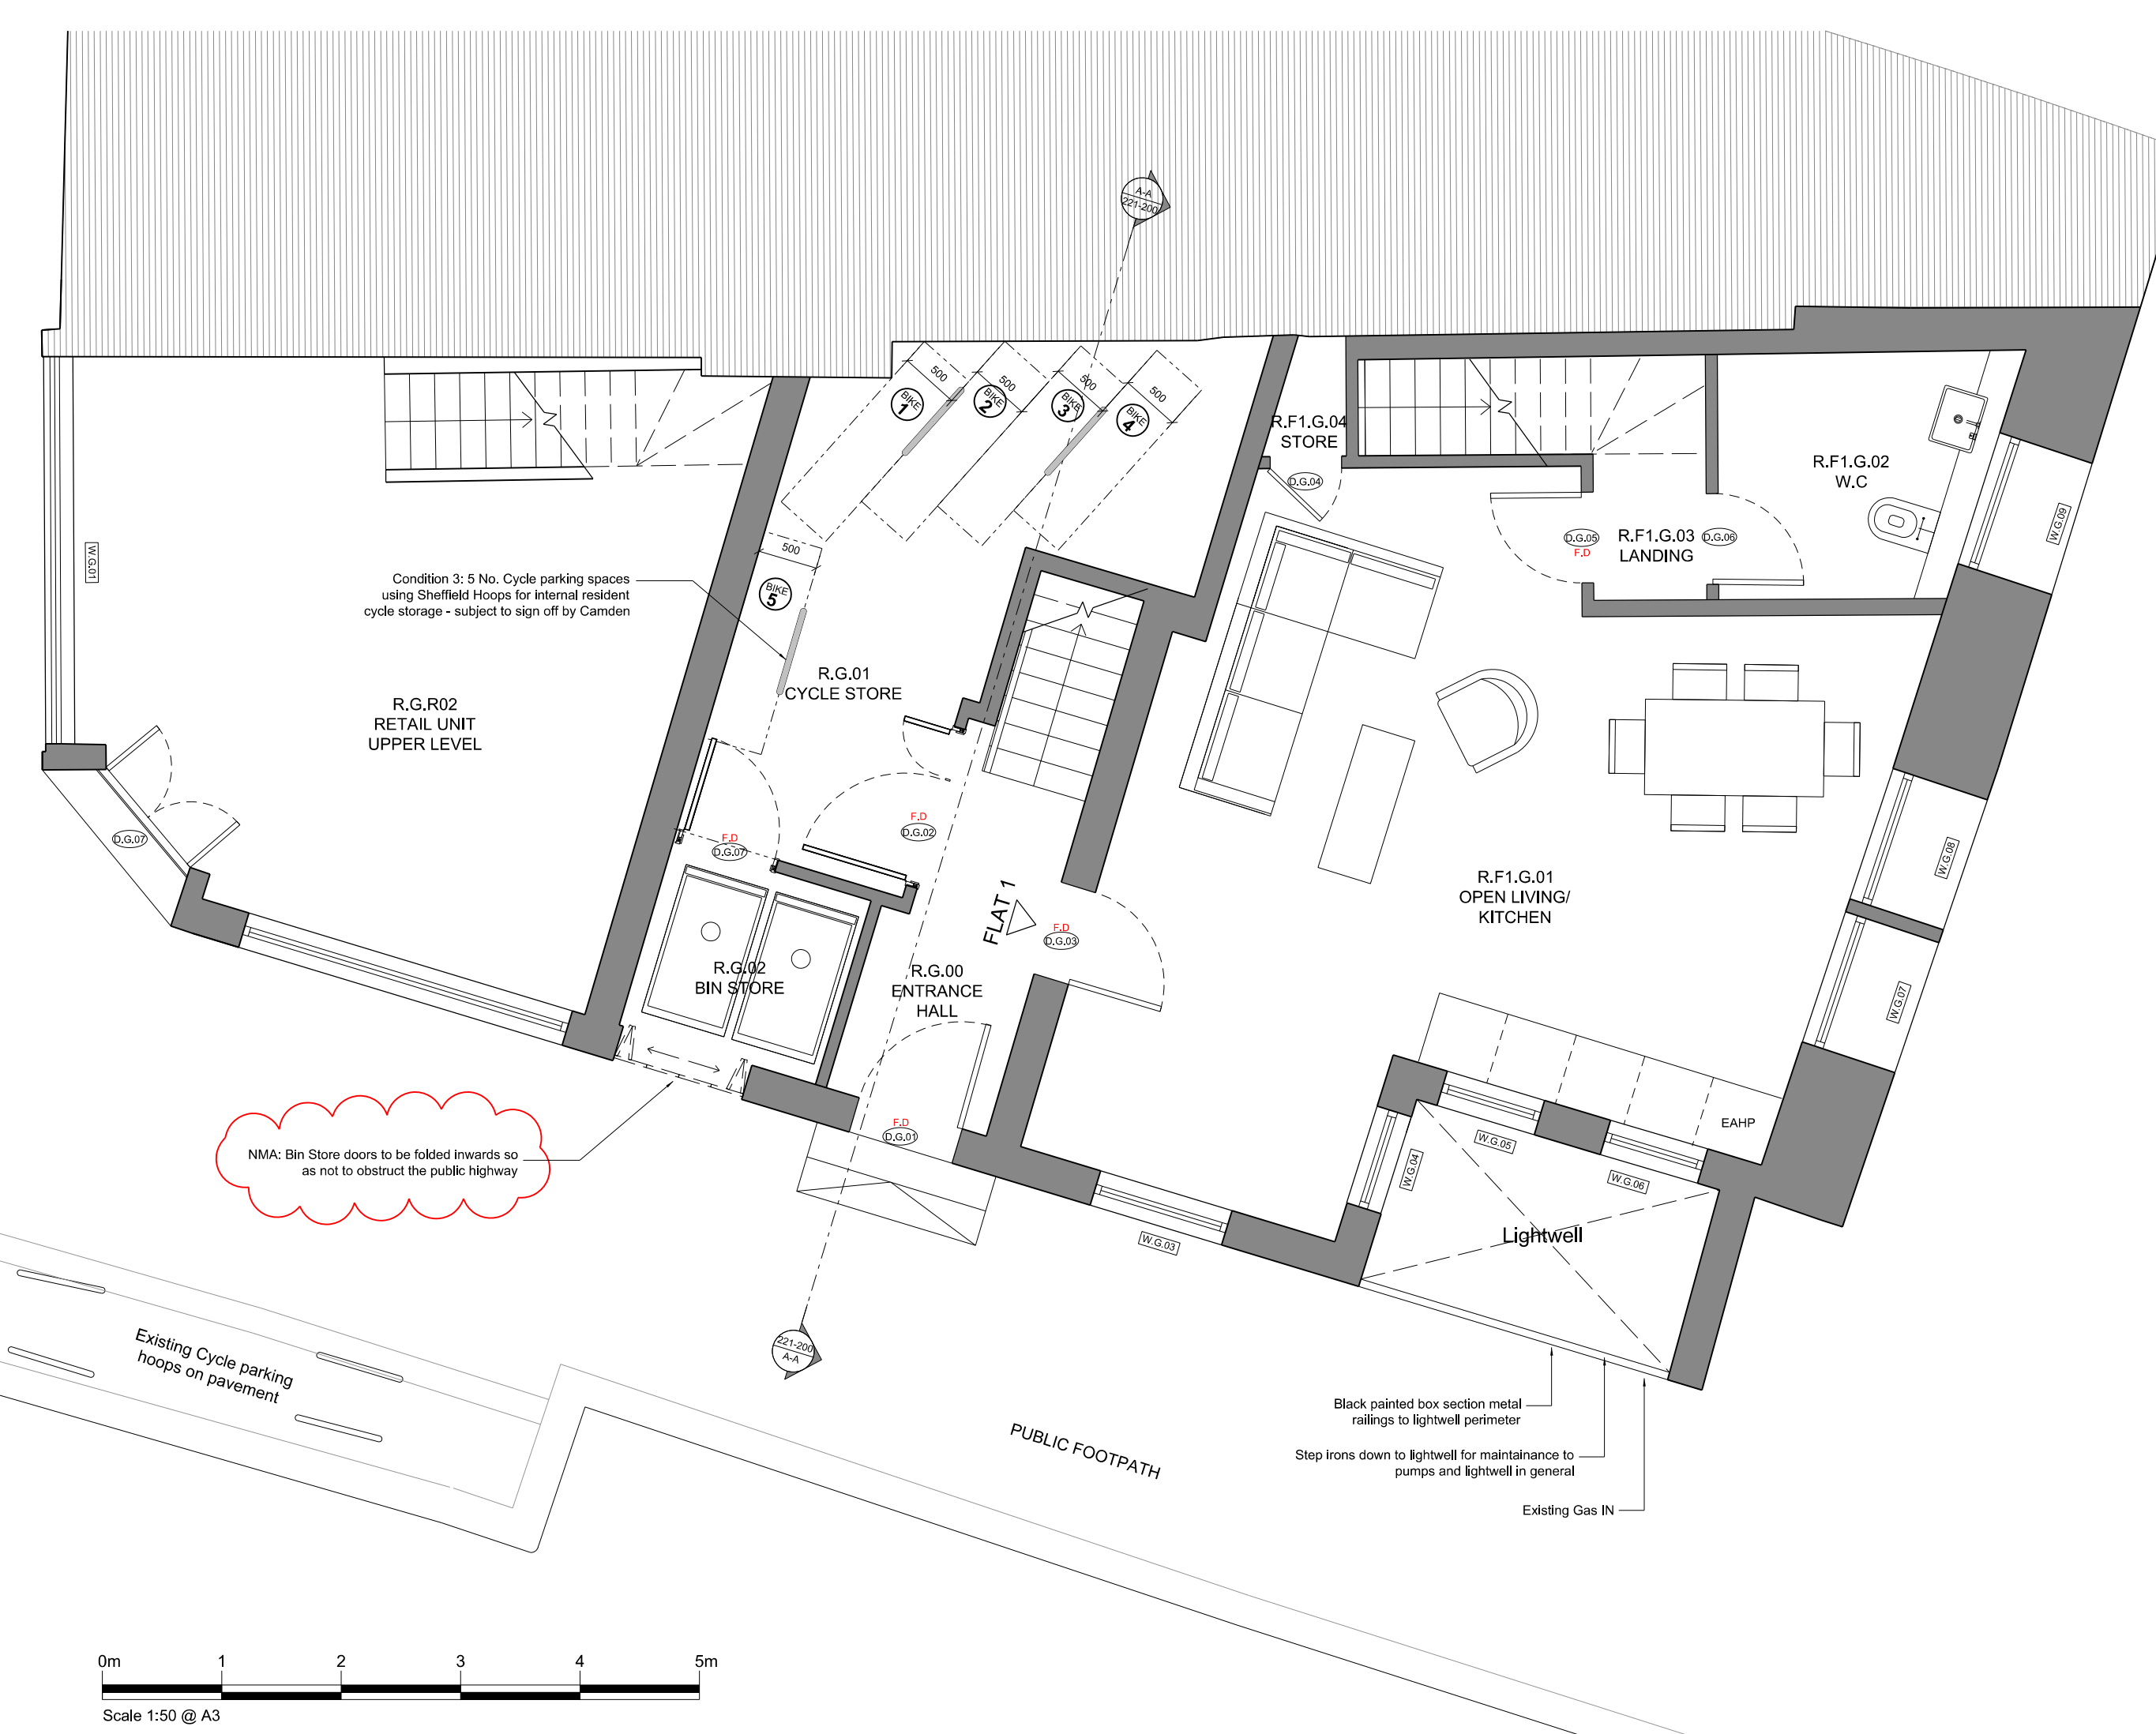 A-A
221-200
500
500
500
500
BIKE
1
BIKE
2
BIKE
3
BIKE
4
R.F1.G.04
STORE
D.G.04
R.F1.G.02
W.C
W.G.09
D.G.05
F.D
R.F1.G.03
LANDING
D.G.06
W.G.01
500
BIKE
5
Condition 3: 5 No. Cycle parking spaces
using Sheffield Hoops for internal resident
cycle storage - subject to sign off by Camden
R.G.01
CYCLE STORE
R.G.R02
RETAIL UNIT
UPPER LEVEL
D.G.07
F.D
D.G.07
F.D
D.G.02
W.G.08
R.F1.G.01
OPEN LIVING/
KITCHEN
FLAT 1
F.D
D.G.03
R.G.02
BIN STORE
R.G.00
ENTRANCE
HALL
W.G.07
EAHP
F.D
D.G.01
W.G.05
W.G.04
W.G.06
NMA: Bin Store doors to be folded inwards so
as not to obstruct the public highway
W.G.03
Lightwell
221-200
A-A
Existing Cycle parking
hoops on pavement
Black painted box section metal
railings to lightwell perimeter
PUBLIC FOOTPATH
Step irons down to lightwell for maintainance to
pumps and lightwell in general
Existing Gas IN
0m 1 2 3 4 5m
Scale 1:50 @ A3